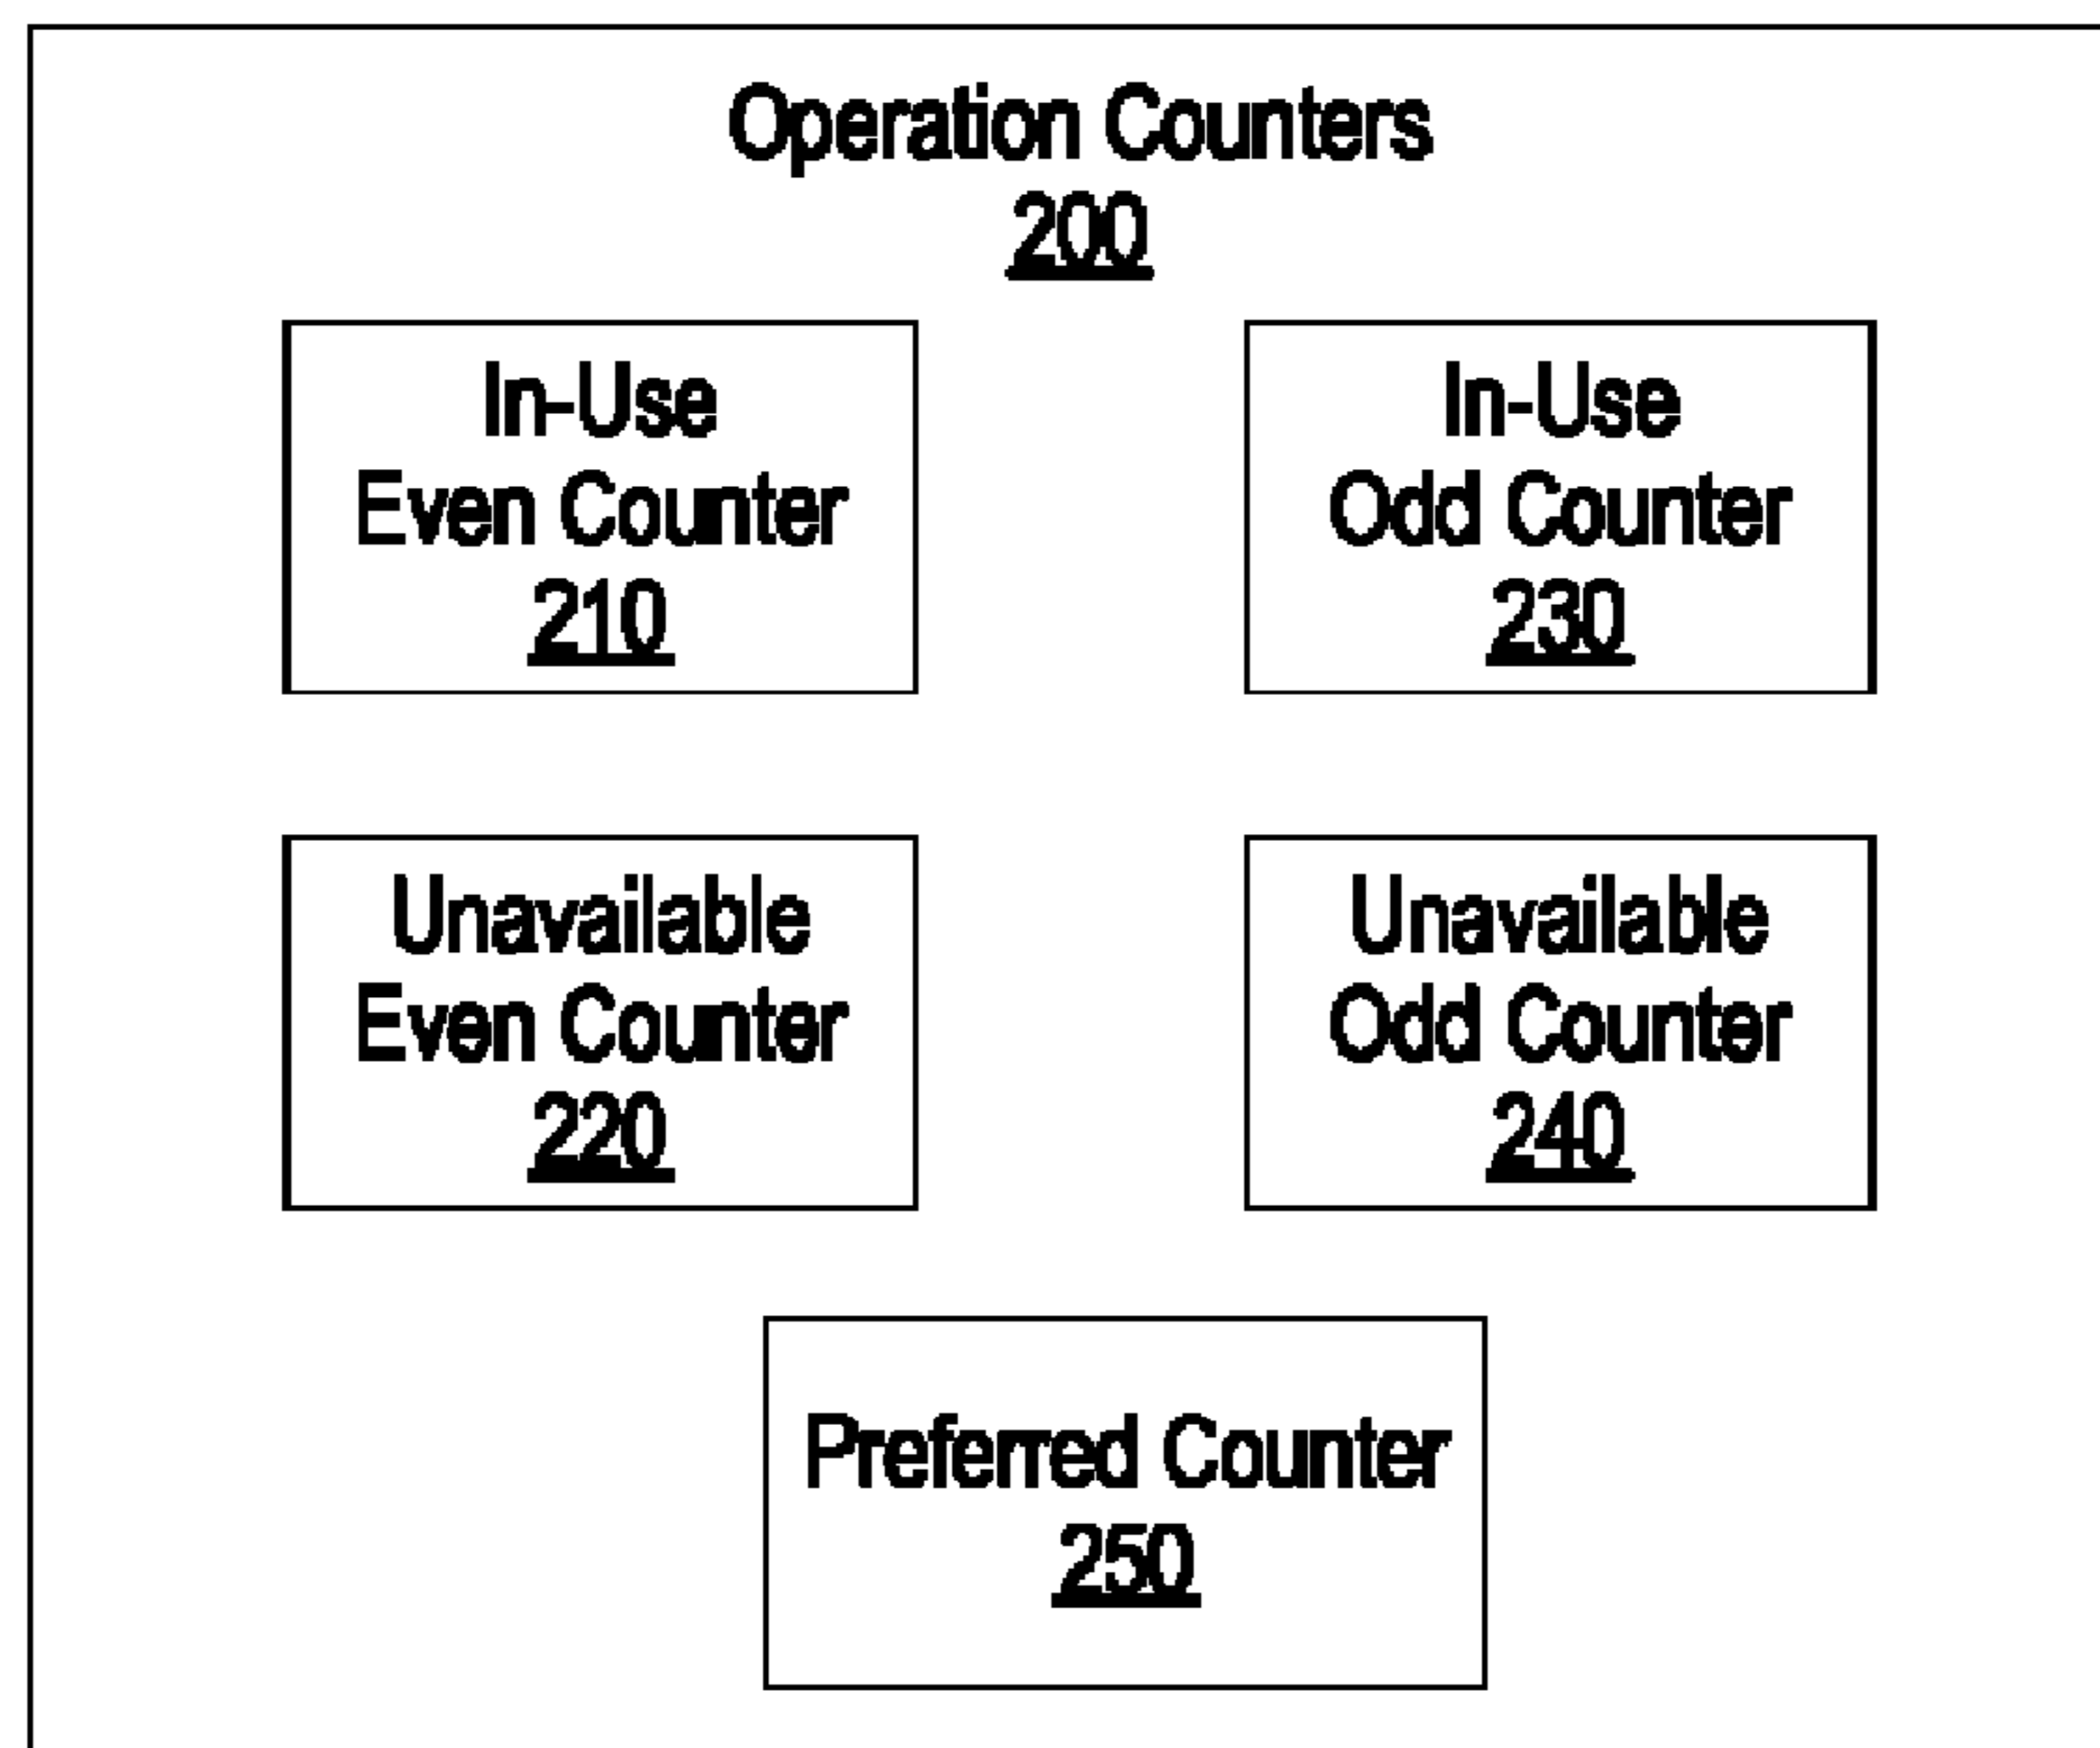 Operation Counters
200
In-Use
Even Counter
210
In-Use
Odd Counter
230
Unavailable
Even Counter
220
Unavailable
Odd Counter
240
Preferred Counter
250